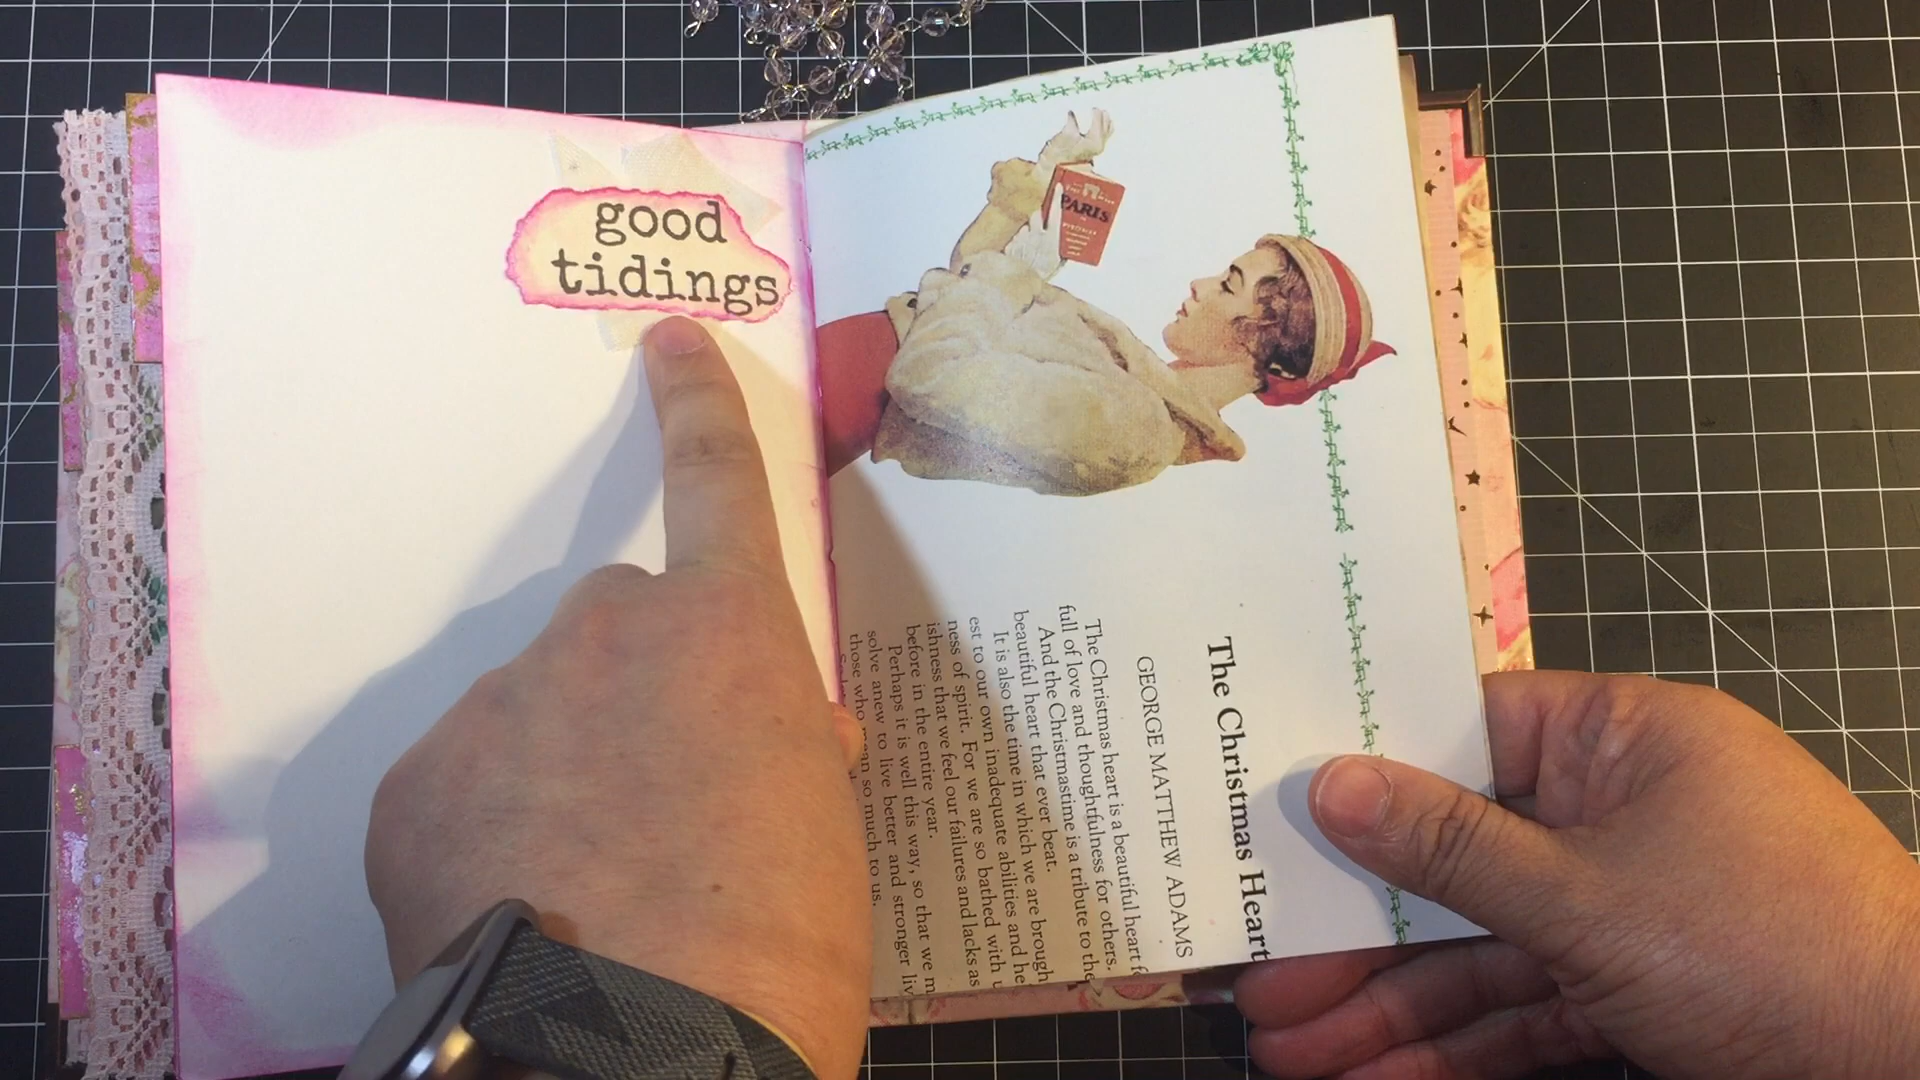 good
tidings
PARIS
The Christmas Heart
GEORGE MATTHEW ADAMS
The Christmas heart is a beautiful heart
full of love and thoughtfulness for others.
And the Christmastime is a tribute to the
beautiful heart that ever beat.
It is also the time in which we are brough
est to our own inadequate abilities and he
ness of spirit. For we are so bathed with
ishness that we feel our failures and lacks as
before in the entire year.
Perhaps it is well this way, so that we m
solve anew to live better and stronger liv
those who mean so much to us.